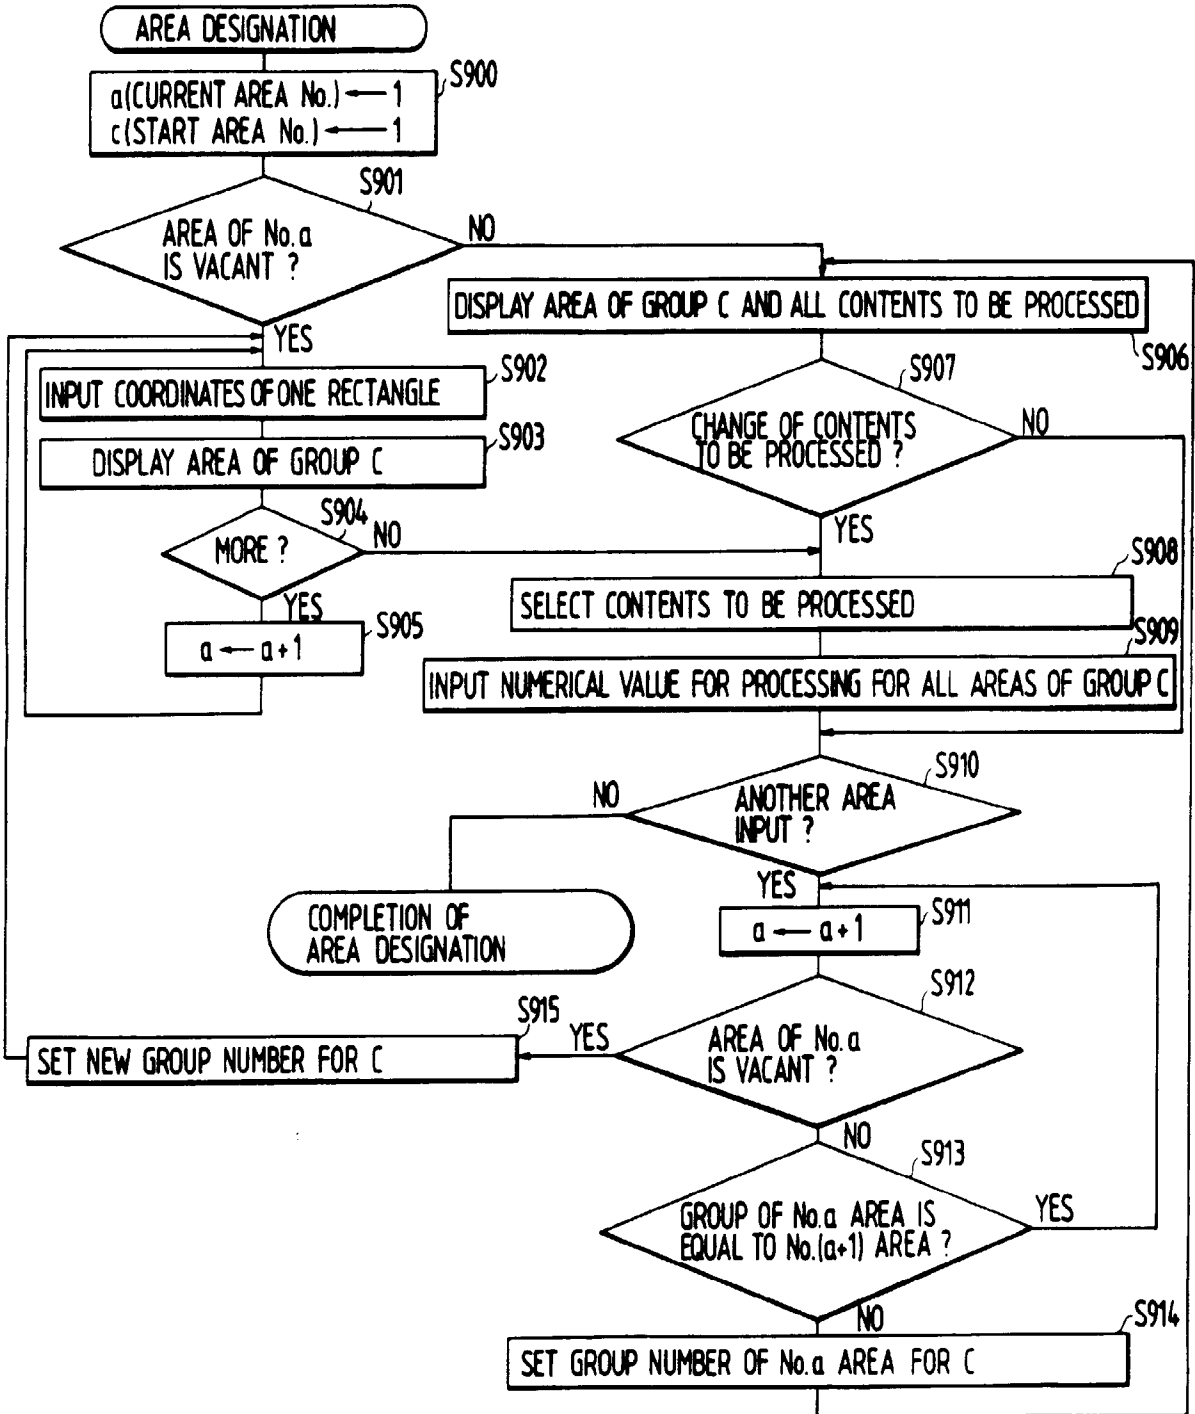 AREA DESIGNATION
S900
a(CURRENT AREA No.) ← 1
c(START AREA No.) ← 1
S901
AREA OF No.a
IS VACANT ?
NO
YES
S902
INPUT COORDINATES OF ONE RECTANGLE
S903
DISPLAY AREA OF GROUP C
S904
MORE ?
NO
YES
S905
a ← a+1
DISPLAY AREA OF GROUP C AND ALL CONTENTS TO BE PROCESSED
S906
S907
CHANGE OF CONTENTS
TO BE PROCESSED ?
NO
YES
S908
SELECT CONTENTS TO BE PROCESSED
S909
INPUT NUMERICAL VALUE FOR PROCESSING FOR ALL AREAS OF GROUP C
S910
ANOTHER AREA
INPUT ?
NO
YES
COMPLETION OF
AREA DESIGNATION
S911
a ← a+1
S912
AREA OF No.a
IS VACANT ?
YES
NO
S915
SET NEW GROUP NUMBER FOR C
S913
GROUP OF No.a AREA IS
EQUAL TO No.(a+1) AREA ?
YES
NO
S914
SET GROUP NUMBER OF No.a AREA FOR C